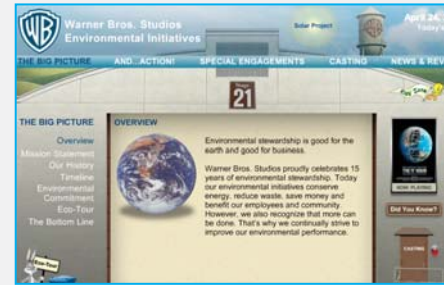 WB
Warner Bros. Studios
Environmental Initiatives
Solar Project
April 24,
Today's
THE BIG PICTURE
AND...ACTION!
SPECIAL ENGAGEMENTS
CASTING
NEWS & REV
Stage
21
THE BIG PICTURE
Overview
Mission Statement
Our History
Timeline
Environmental
Commitment
Eco-Tour
The Bottom Line
Eco-Tour
OVERVIEW
Environmental stewardship is good for the
earth and good for business.
Warner Bros. Studios proudly celebrates 15
years of environmental stewardship. Today
our environmental initiatives conserve
energy, reduce waste, save money and
benefit our employees and community.
However, we also recognize that more can
be done. That's why we continually strive to
improve our environmental performance.
NOW PLAYING
Did You Know?
CASTING